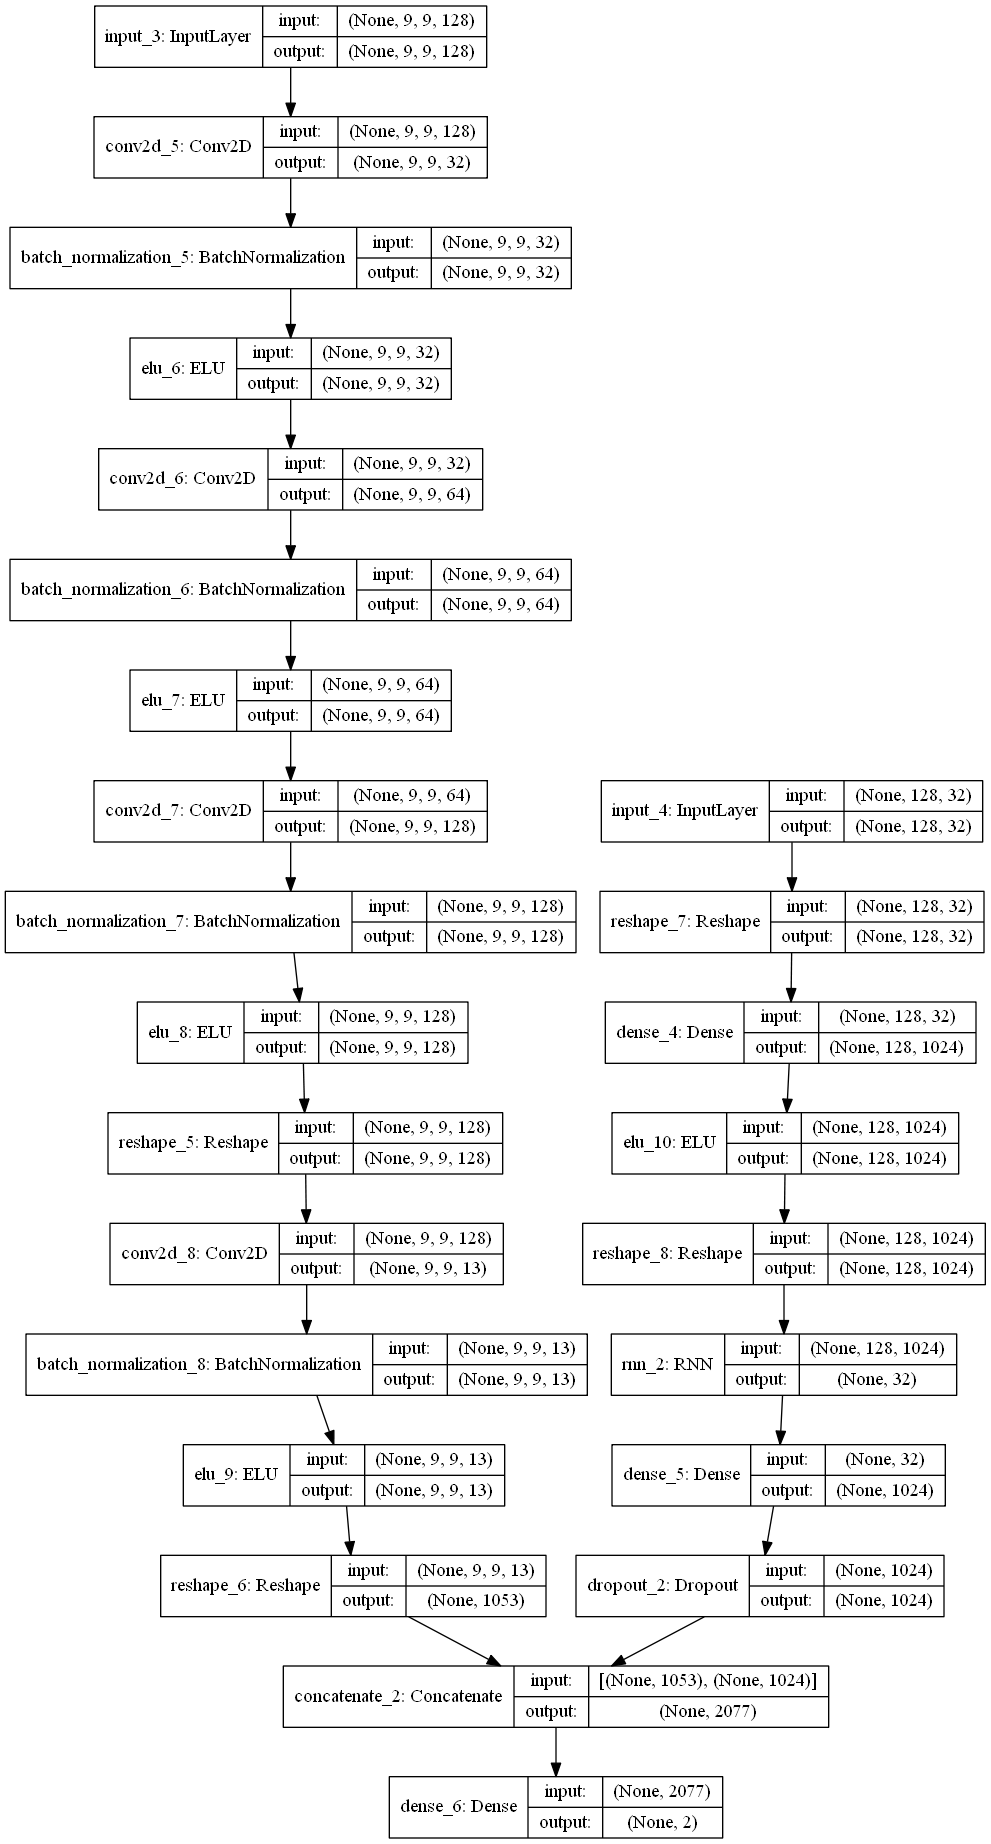 input_3: InputLayer
input: (None, 9, 9, 128)
output: (None, 9, 9, 128)
conv2d_5: Conv2D
input: (None, 9, 9, 128)
output: (None, 9, 9, 32)
batch_normalization_5: BatchNormalization
input: (None, 9, 9, 32)
output: (None, 9, 9, 32)
elu_6: ELU
input: (None, 9, 9, 32)
output: (None, 9, 9, 32)
conv2d_6: Conv2D
input: (None, 9, 9, 32)
output: (None, 9, 9, 64)
batch_normalization_6: BatchNormalization
input: (None, 9, 9, 64)
output: (None, 9, 9, 64)
elu_7: ELU
input: (None, 9, 9, 64)
output: (None, 9, 9, 64)
conv2d_7: Conv2D
input: (None, 9, 9, 64)
output: (None, 9, 9, 128)
batch_normalization_7: BatchNormalization
input: (None, 9, 9, 128)
output: (None, 9, 9, 128)
elu_8: ELU
input: (None, 9, 9, 128)
output: (None, 9, 9, 128)
reshape_5: Reshape
input: (None, 9, 9, 128)
output: (None, 9, 9, 128)
conv2d_8: Conv2D
input: (None, 9, 9, 128)
output: (None, 9, 9, 13)
batch_normalization_8: BatchNormalization
input: (None, 9, 9, 13)
output: (None, 9, 9, 13)
elu_9: ELU
input: (None, 9, 9, 13)
output: (None, 9, 9, 13)
reshape_6: Reshape
input: (None, 9, 9, 13)
output: (None, 1053)
input_4: InputLayer
input: (None, 128, 32)
output: (None, 128, 32)
reshape_7: Reshape
input: (None, 128, 32)
output: (None, 128, 32)
dense_4: Dense
input: (None, 128, 32)
output: (None, 128, 1024)
elu_10: ELU
input: (None, 128, 1024)
output: (None, 128, 1024)
reshape_8: Reshape
input: (None, 128, 1024)
output: (None, 128, 1024)
rnn_2: RNN
input: (None, 128, 1024)
output: (None, 32)
dense_5: Dense
input: (None, 32)
output: (None, 1024)
dropout_2: Dropout
input: (None, 1024)
output: (None, 1024)
concatenate_2: Concatenate
input: [(None, 1053), (None, 1024)]
output: (None, 2077)
dense_6: Dense
input: (None, 2077)
output: (None, 2)